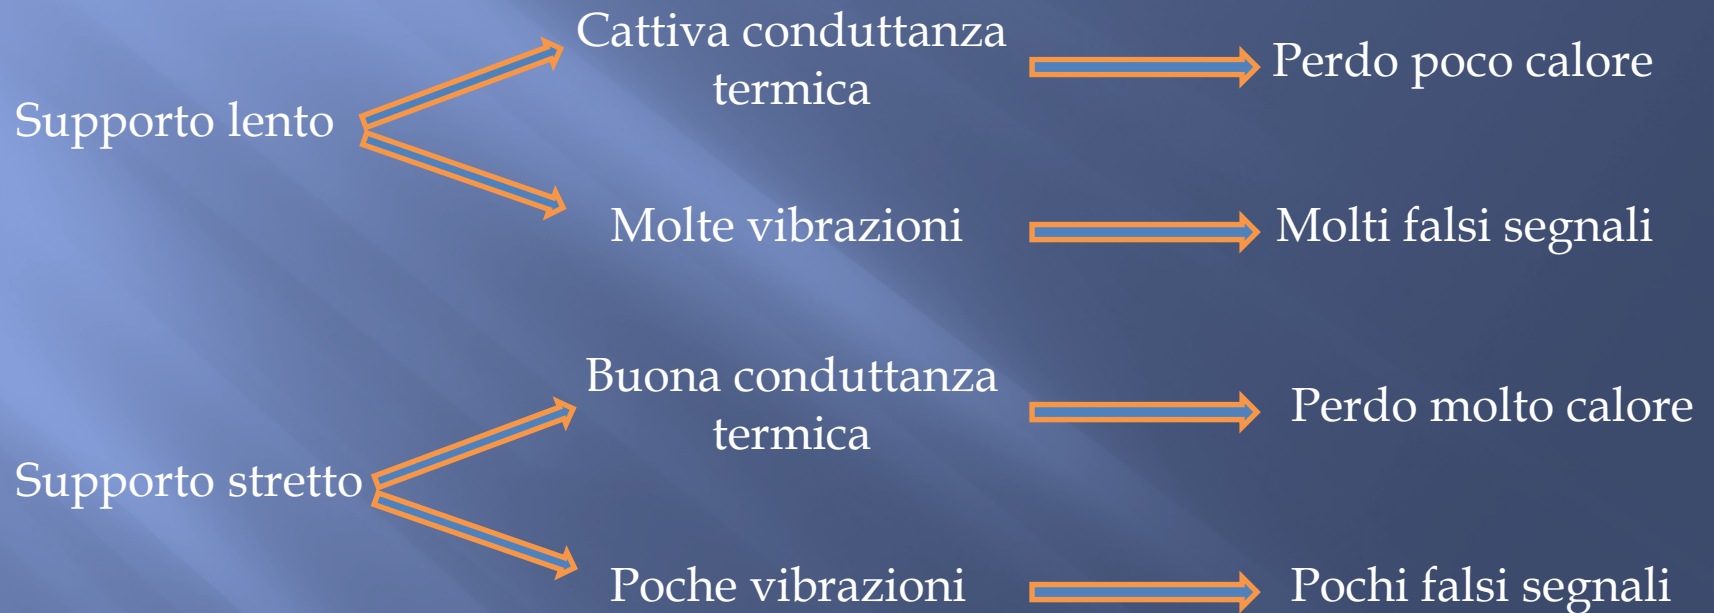 Supporto lento
Cattiva conduttanza
termica
Perdo poco calore
Molte vibrazioni
Molti falsi segnali
Supporto stretto
Buona conduttanza
termica
Perdo molto calore
Poche vibrazioni
Pochi falsi segnali